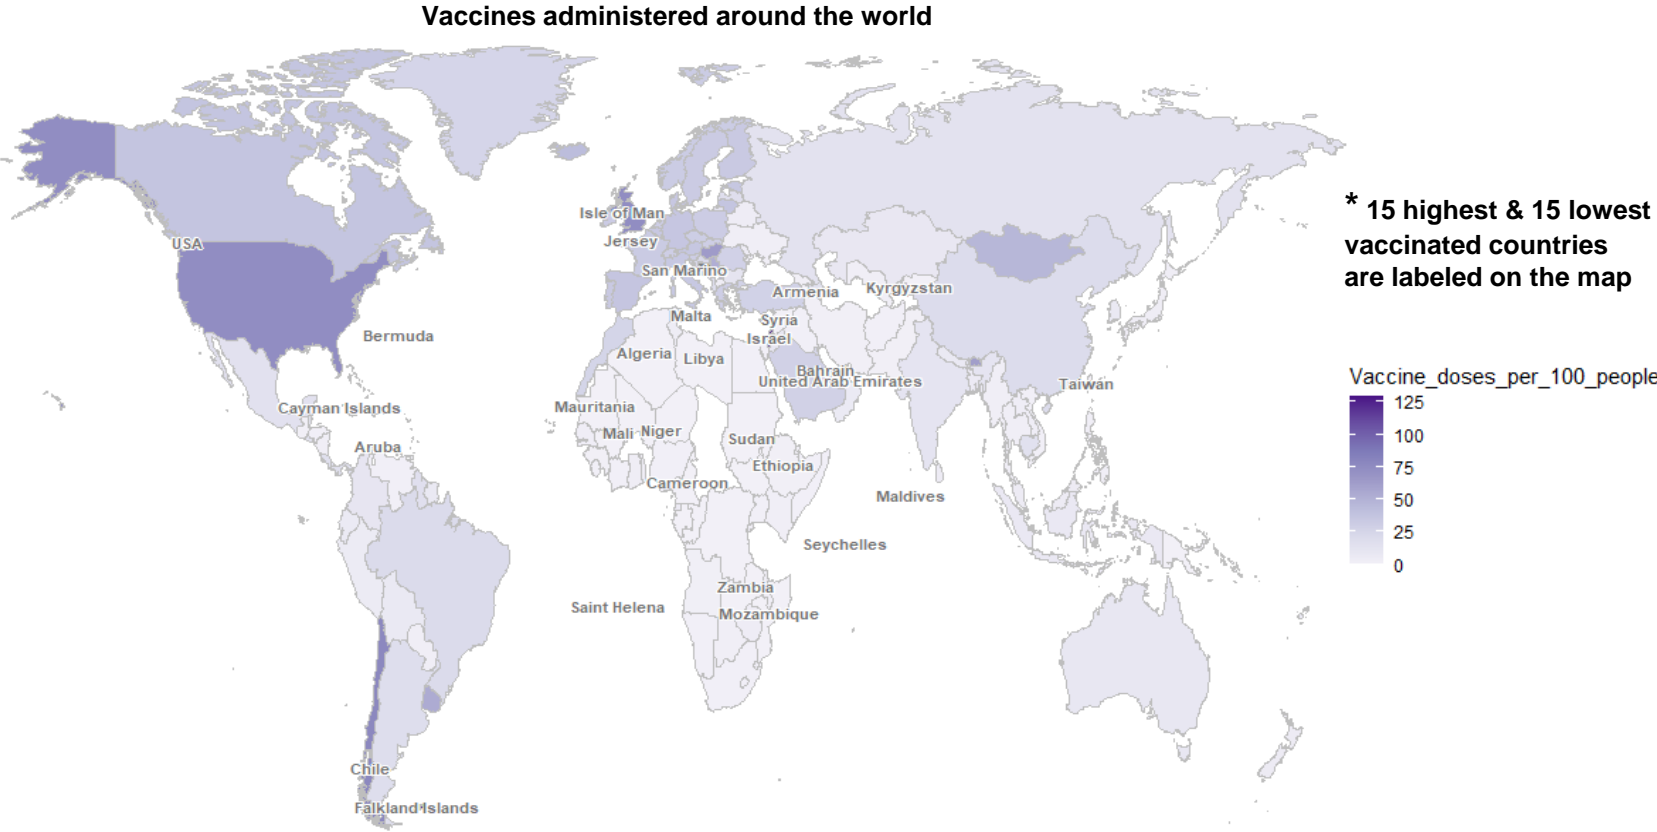 Vaccines administered around the world
Isle of Man
USA
Jersey
San Marino
Armenia
Kyrgyzstan
Malta
Syria
Bermuda
Israel
Algeria
Libya
Bahrain
United Arab Emirates
Taiwan
Cayman Islands
Mauritania
Mali
Niger
Sudan
Aruba
Ethiopia
Cameroon
Maldives
Seychelles
Zambia
Saint Helena
Mozambique
Chile
Falkland Islands
* 15 highest & 15 lowest
vaccinated countries
are labeled on the map
Vaccine_doses_per_100_people
125
100
75
50
25
0